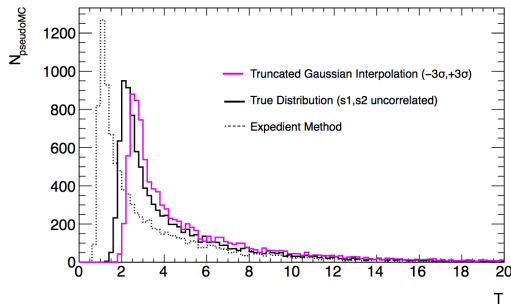 N_pseudoMC
1200
1000
800
600
400
200
0
Truncated Gaussian Interpolation (−3σ,+3σ)
True Distribution (s1,s2 uncorrelated)
Expedient Method
0 2 4 6 8 10 12 14 16 18 20
T